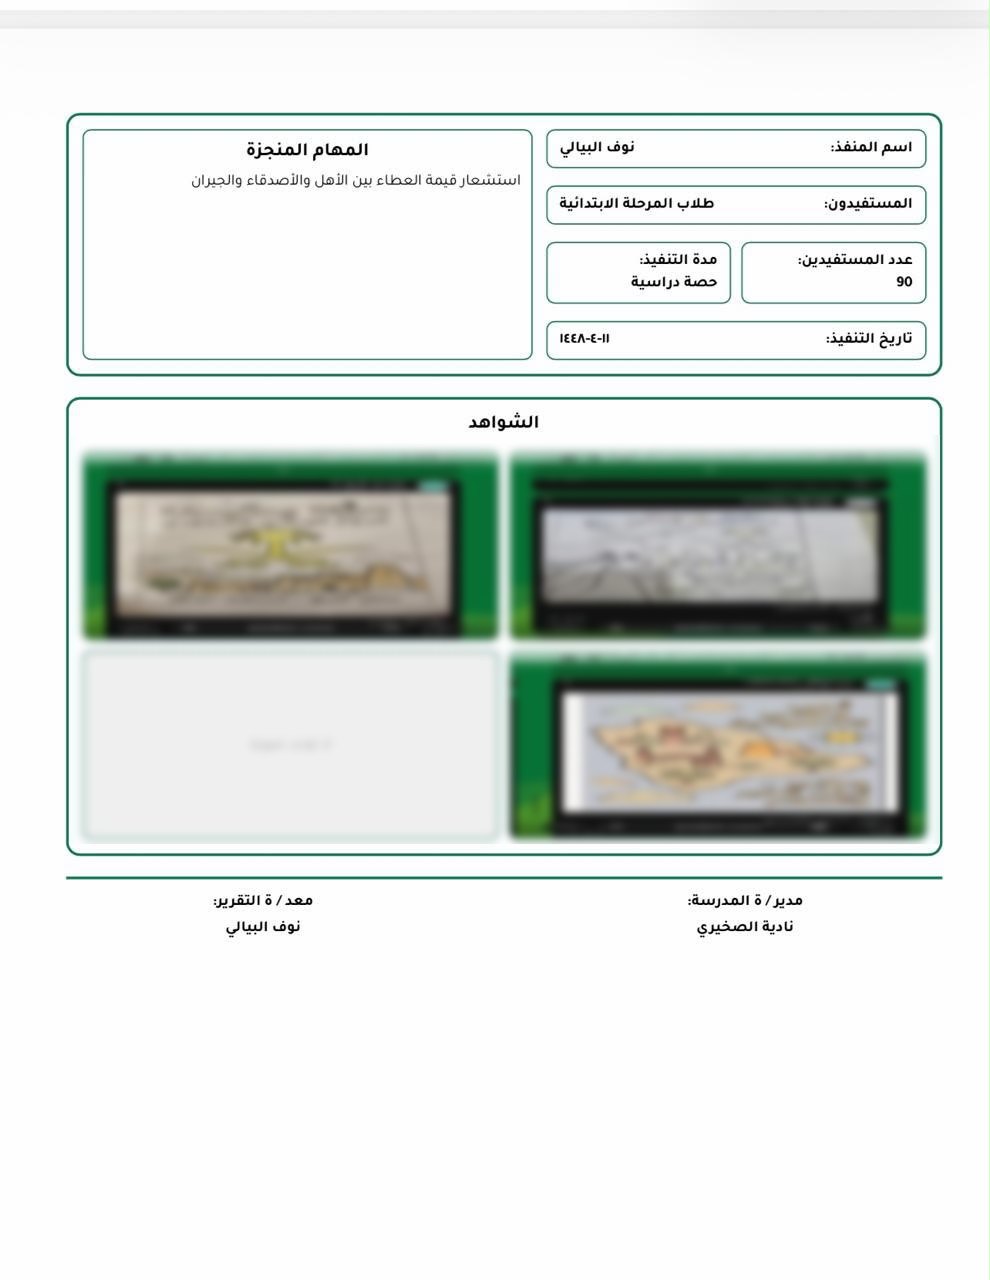 اسم المنفذ: نوف البيالي
المستفيدون: طلاب المرحلة الابتدائية
عدد المستفيدين:
90
مدة التنفيذ:
حصة دراسية
تاريخ التنفيذ: ١١-٤-١٤٤٨
المهام المنجزة
استشعار قيمة العطاء بين الأهل والأصدقاء والجيران
الشواهد
مدير / ة المدرسة:
نادية الصخيري
معد / ة التقرير:
نوف البيالي